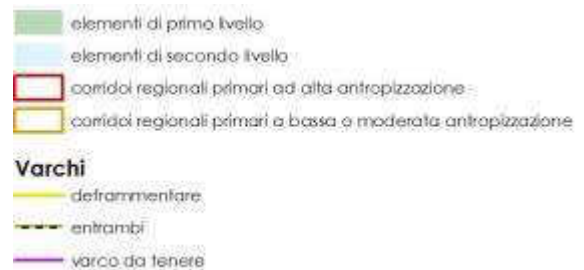 elementi di primo livello
elementi di secondo livello
corridoi regionali primari ad alta antropizzazione
corridoi regionali primari a bassa o moderata antropizzazione
Varchi
deframmentare
entrambi
varco da tenere